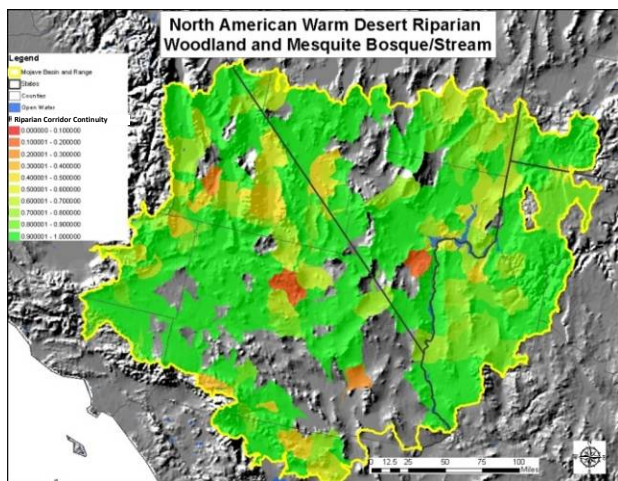 North American Warm Desert Riparian
Woodland and Mesquite Bosque/Stream
Legend
Mojave Basin and Range
States
Counties
Open Water
Riparian Corridor Continuity
0.000000 - 0.100000
0.100001 - 0.200000
0.200001 - 0.300000
0.300001 - 0.400000
0.400001 - 0.500000
0.500001 - 0.600000
0.600001 - 0.700000
0.700001 - 0.800000
0.800001 - 0.900000
0.900001 - 1.000000
0 12.5 25 50 75 100
Miles